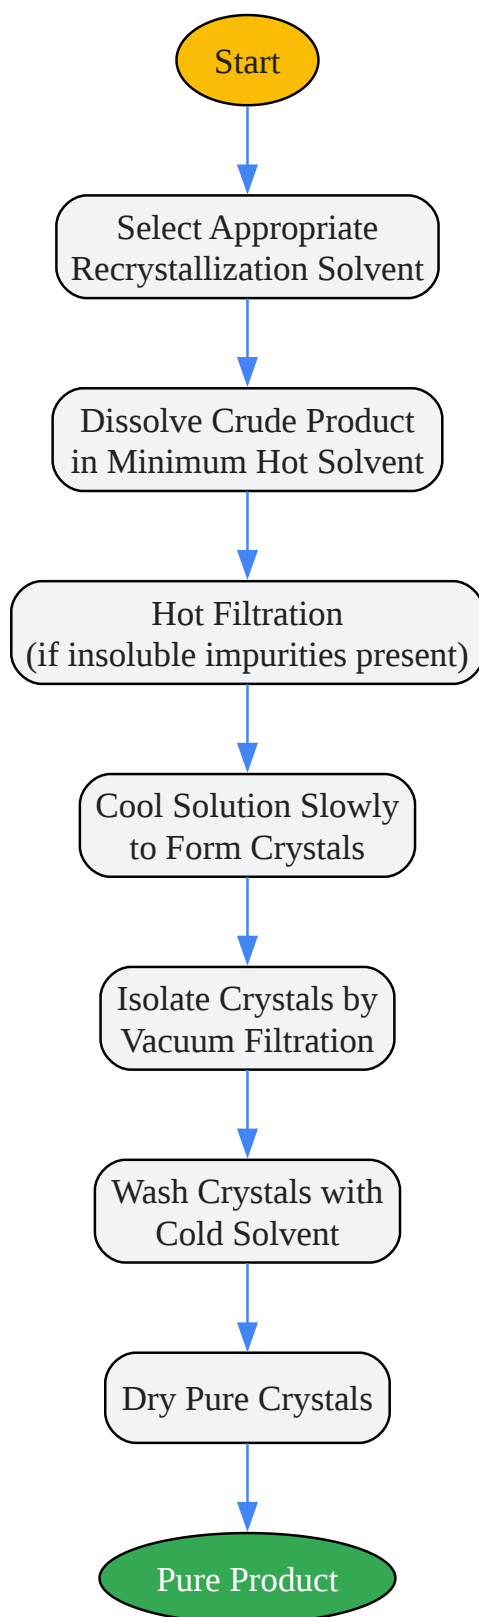 Start
Select Appropriate
Recrystallization Solvent
Dissolve Crude Product
in Minimum Hot Solvent
Hot Filtration
(if insoluble impurities present)
Cool Solution Slowly
to Form Crystals
Isolate Crystals by
Vacuum Filtration
Wash Crystals with
Cold Solvent
Dry Pure Crystals
Pure Product